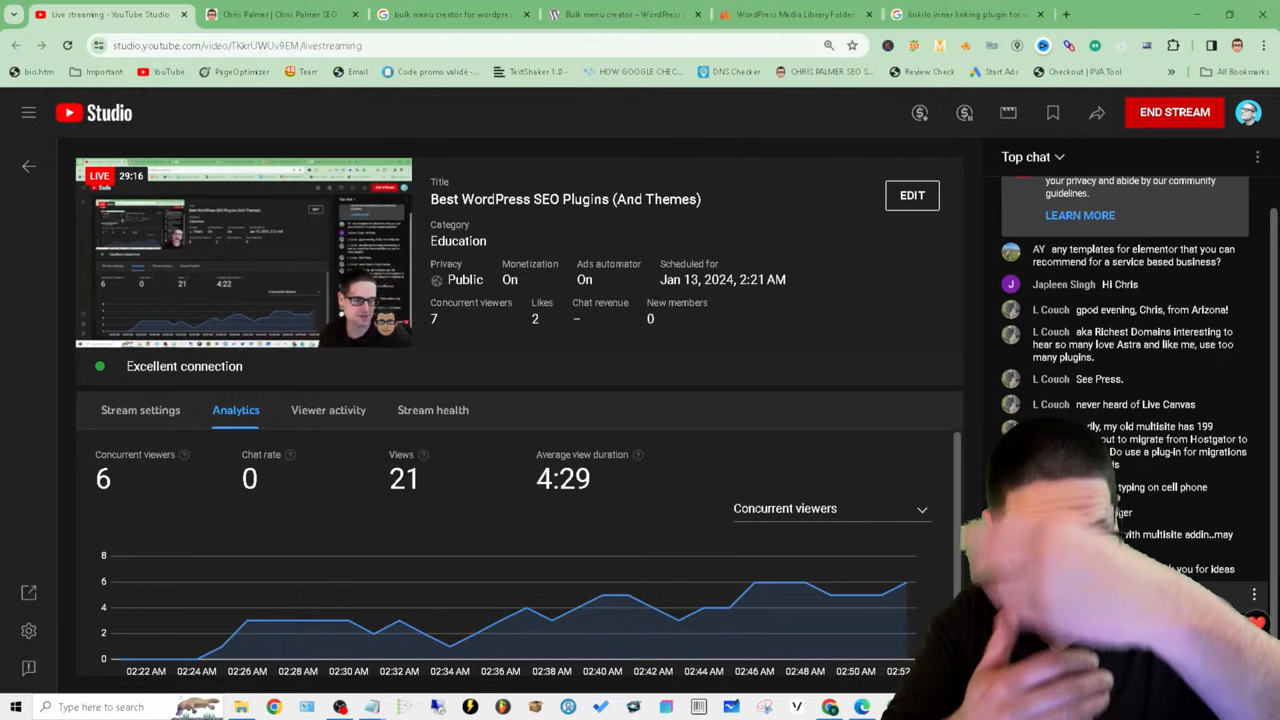 Live streaming - YouTube Studio
Chris Palmer | Chris Palmer SEO
bulk menu creator for wordpres
Bulk menu creator – WordPress
WordPress Media Library Folders
linkilo inner linking plugin for w
studio.youtube.com/video/TKkrUWUv9EM/livestreaming
bio.htm
Important
YouTube
PageOptimizer
Team
Email
Code promo validé -...
TextShaker 1.0 -
HOW GOOGLE CHEC...
DNS Checker
CHRIS PALMER SEO S...
Review Check
Start Ads
Checkout | PVA Tool
All Bookmarks
Studio
END STREAM
LIVE
29:16
Title
Best WordPress SEO Plugins (And Themes)
EDIT
Category
Education
Privacy
Monetization
Ads automator
Scheduled for
Public
On
On
Jan 13, 2024, 2:21 AM
Concurrent viewers
Likes
Chat revenue
New members
7
2
–
0
Excellent connection
Stream settings
Analytics
Viewer activity
Stream health
Concurrent viewers
Chat rate
Views
Average view duration
6
0
21
4:29
Concurrent viewers
8
6
4
2
0
02:22 AM 02:24 AM 02:26 AM 02:28 AM 02:30 AM 02:32 AM 02:34 AM 02:36 AM 02:38 AM 02:40 AM 02:42 AM 02:44 AM 02:46 AM 02:48 AM 02:50 AM 02:52
Top chat
your privacy and abide by our community
guidelines.
LEARN MORE
AY any templates for elementor that you can
recommend for a service based business?
Japleen Singh Hi Chris
L Couch gpod evening, Chris, from Arizona!
L Couch aka Richest Domains Interesting to
hear so many love Astra and like me, use too
many plugins.
L Couch See Press.
L Couch never heard of Live Canvas
my old multisite has 199
out to migrate from Hostgator to
Do use a plug-in for migrations
typing on cell phone
with multisite addin..may
you for ideas
Type here to search